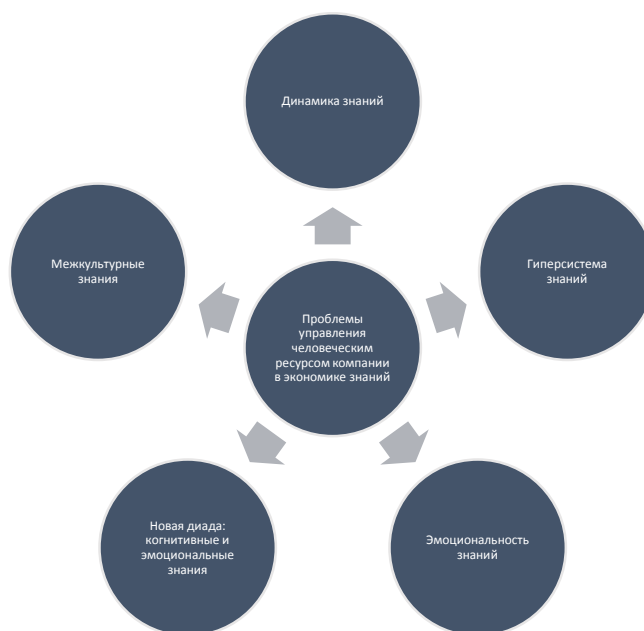 Динамика знаний
Межкультурные
знания
Гиперсистема
знаний
Проблемы
управления
человеческим
ресурсом компании
в экономике знаний
Новая диада:
когнитивные и
эмоциональные
знания
Эмоциональность
знаний